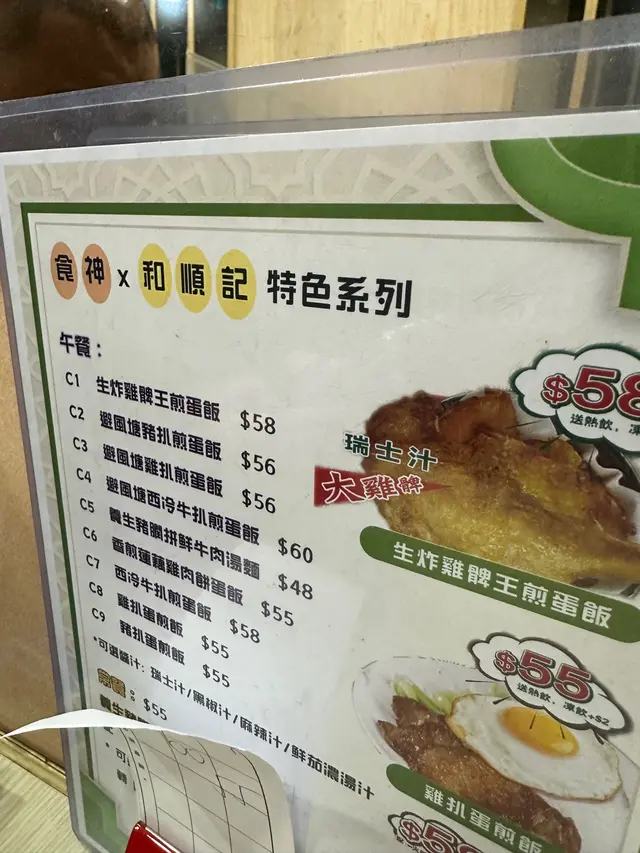 食神 x 和順記 特色系列
午餐：
C1 生炸雞髀王煎蛋飯 $58
C2 避風塘豬扒煎蛋飯 $56
C3 避風塘雞扒煎蛋飯 $56
C4 避風塘西冷牛扒煎蛋飯 $60
C5 養生豬𦟌拼鮮牛肉湯麵 $48
C6 香煎蓮藕雞肉餅蛋飯 $55
C7 西冷牛扒煎蛋飯 $58
C8 雞扒蛋煎飯 $55
C9 豬扒蛋煎飯 $55
*可選醬汁：瑞士汁/黑椒汁/麻辣汁/鮮茄濃湯汁
常餐：$55
養生
* 可
$58
送熱飲，凍
瑞士汁
大雞髀
生炸雞髀王煎蛋飯
$55
送熱飲，凍飲+$2
雞扒蛋煎飯